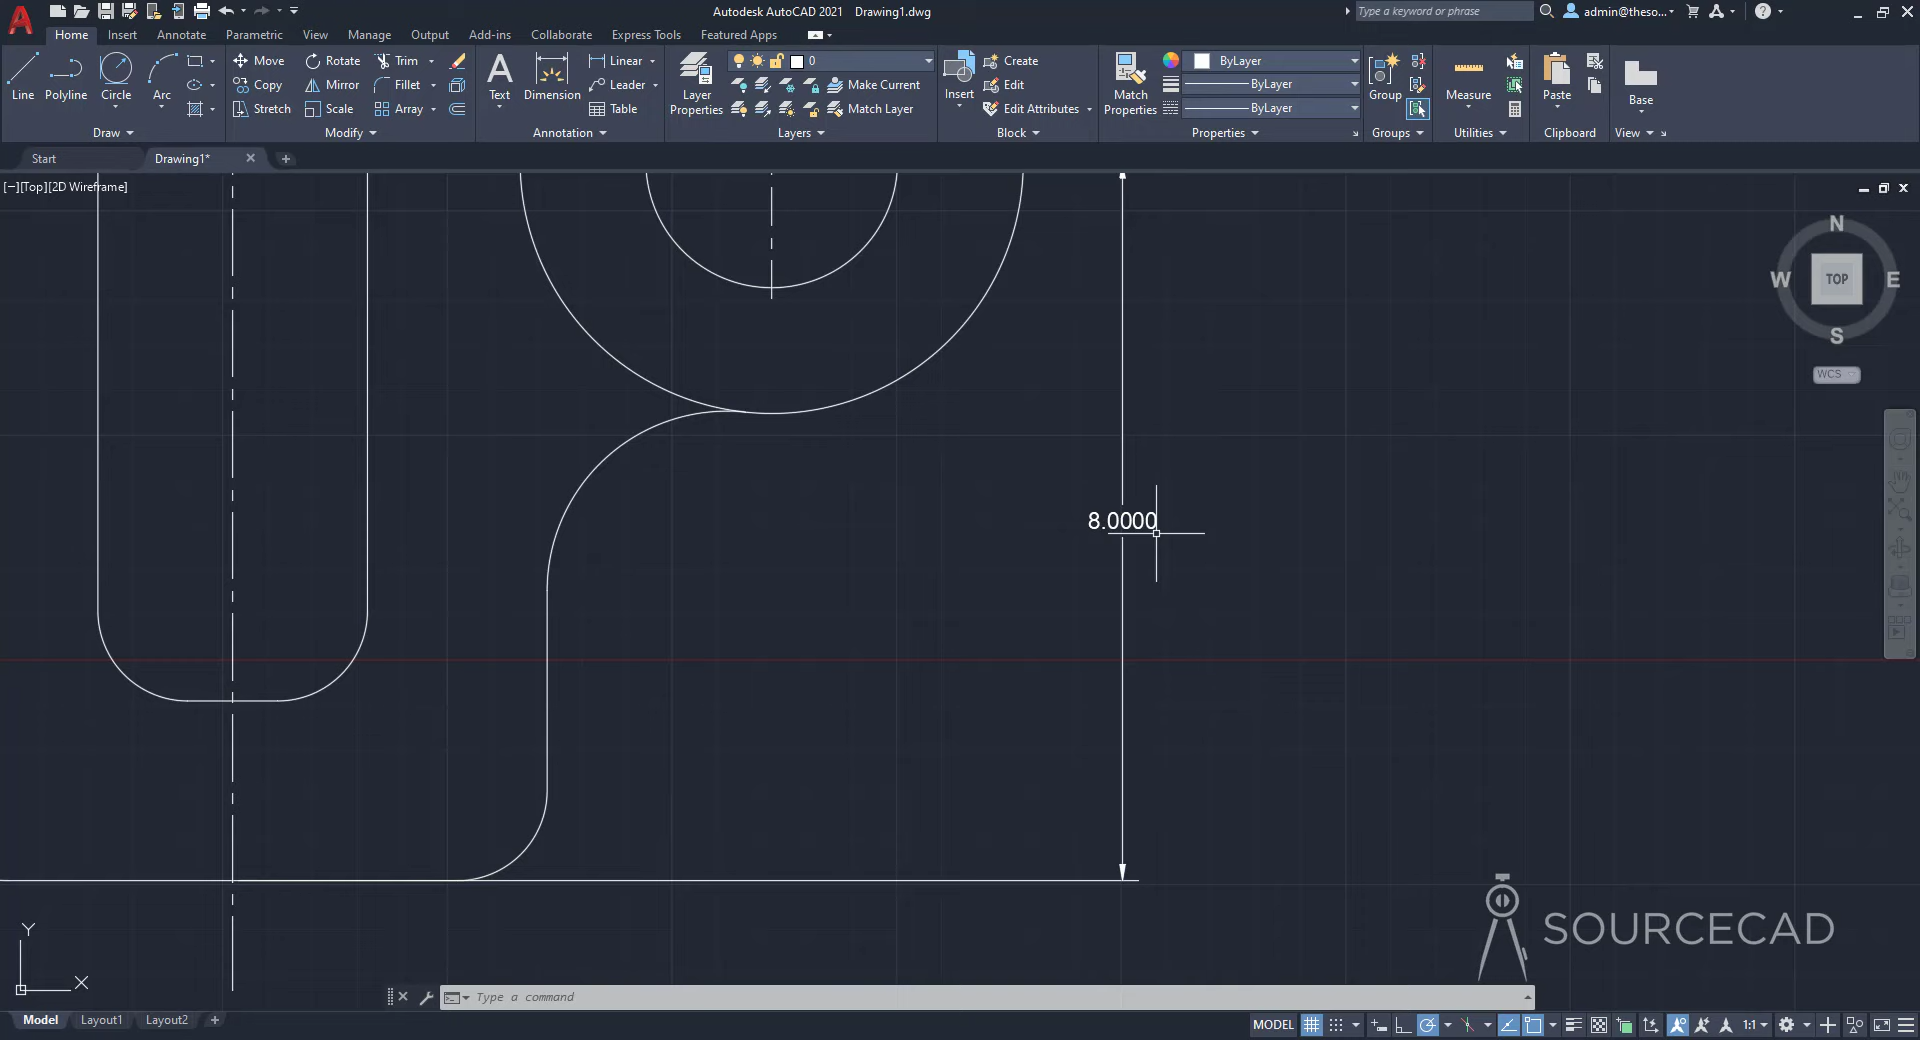 Autodesk AutoCAD 2021 Drawing1.dwg
Type a keyword or phrase
admin@theso...
Home Insert Annotate Parametric View Manage Output Add-ins Collaborate Express Tools Featured Apps
Line Polyline Circle Arc
Move Rotate Trim
Copy Mirror Fillet
Stretch Scale Array
Text Dimension
Linear
Leader
Table
Layer Properties
0
Make Current
Match Layer
Insert
Create
Edit
Edit Attributes
Match Properties
ByLayer
ByLayer
ByLayer
Group
Measure
Paste
Base
Draw Modify Annotation Layers Block Properties Groups Utilities Clipboard View
Start Drawing1*
[−][Top][2D Wireframe]
N
W TOP E
S
WCS
8.0000
SOURCECAD
Y
X
Type a command
Model Layout1 Layout2
MODEL 1:1